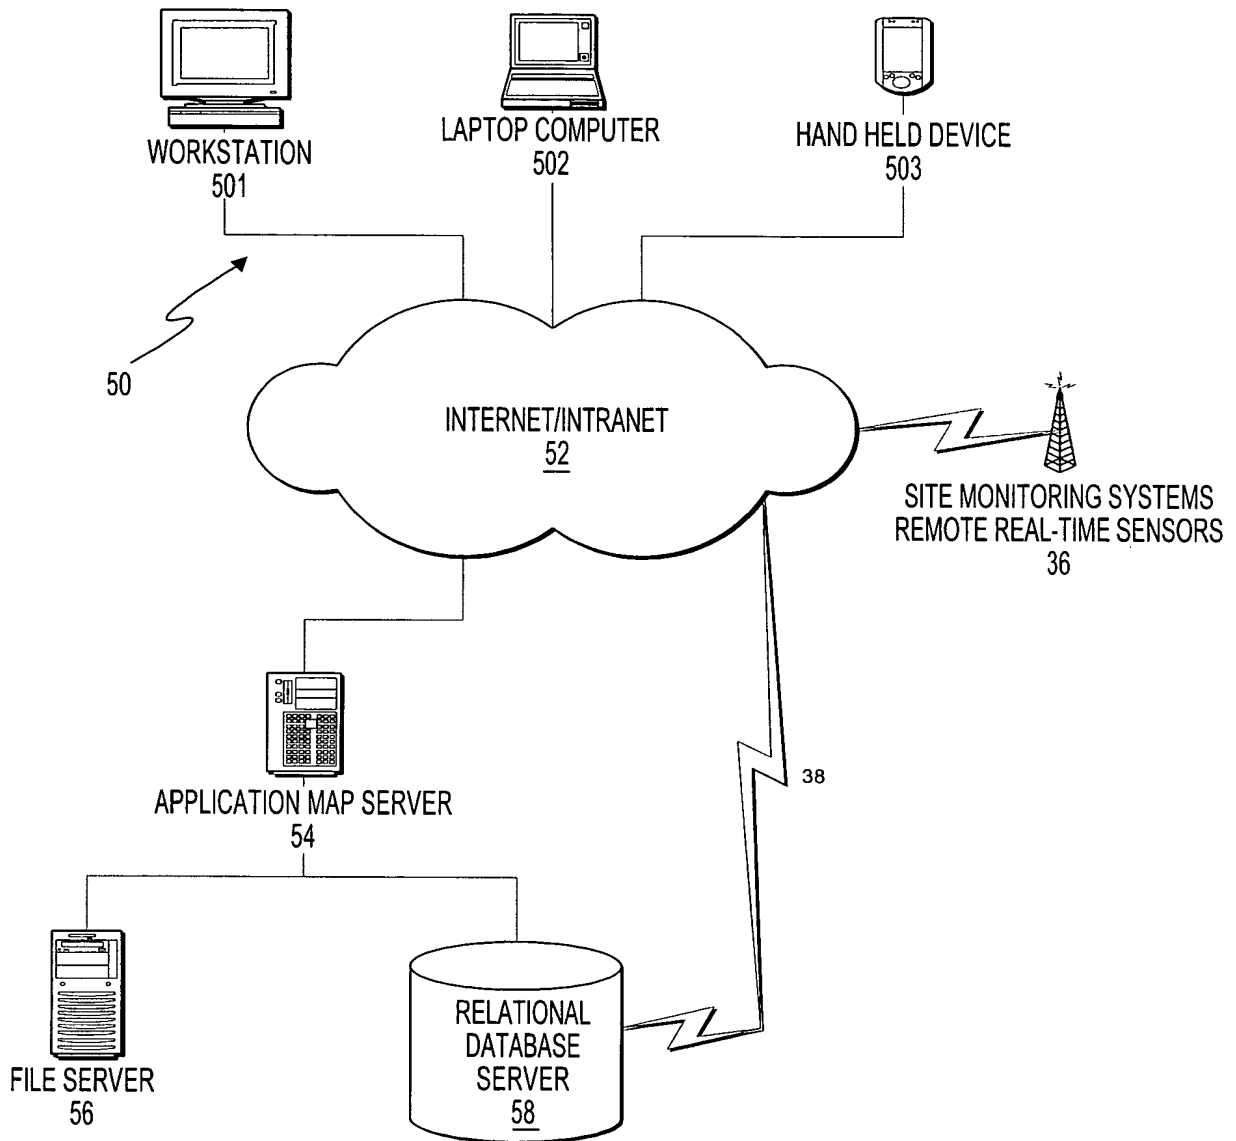 WORKSTATION
501
LAPTOP COMPUTER
502
HAND HELD DEVICE
503
50
INTERNET/INTRANET
52
SITE MONITORING SYSTEMS
REMOTE REAL-TIME SENSORS
36
APPLICATION MAP SERVER
54
38
FILE SERVER
56
RELATIONAL
DATABASE
SERVER
58